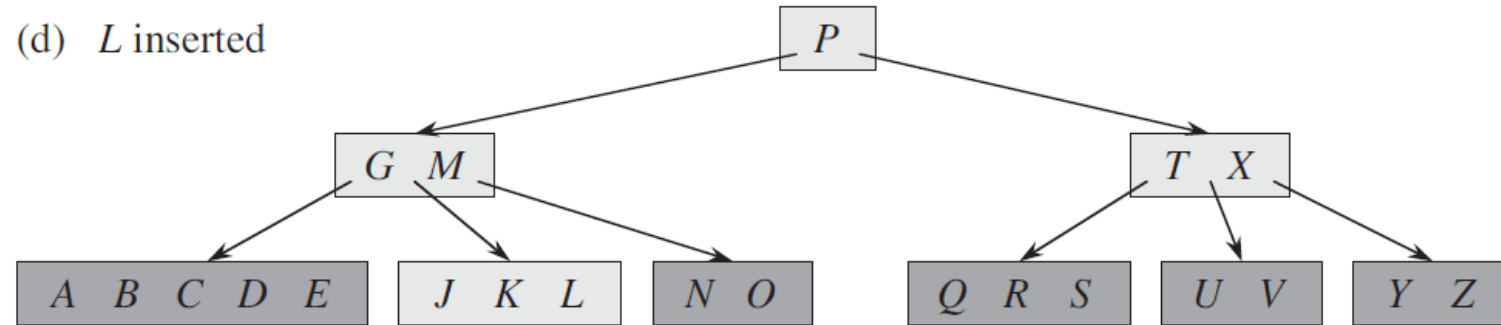 (d) L inserted
P
G M
T X
A B C D E
J K L
N O
Q R S
U V
Y Z